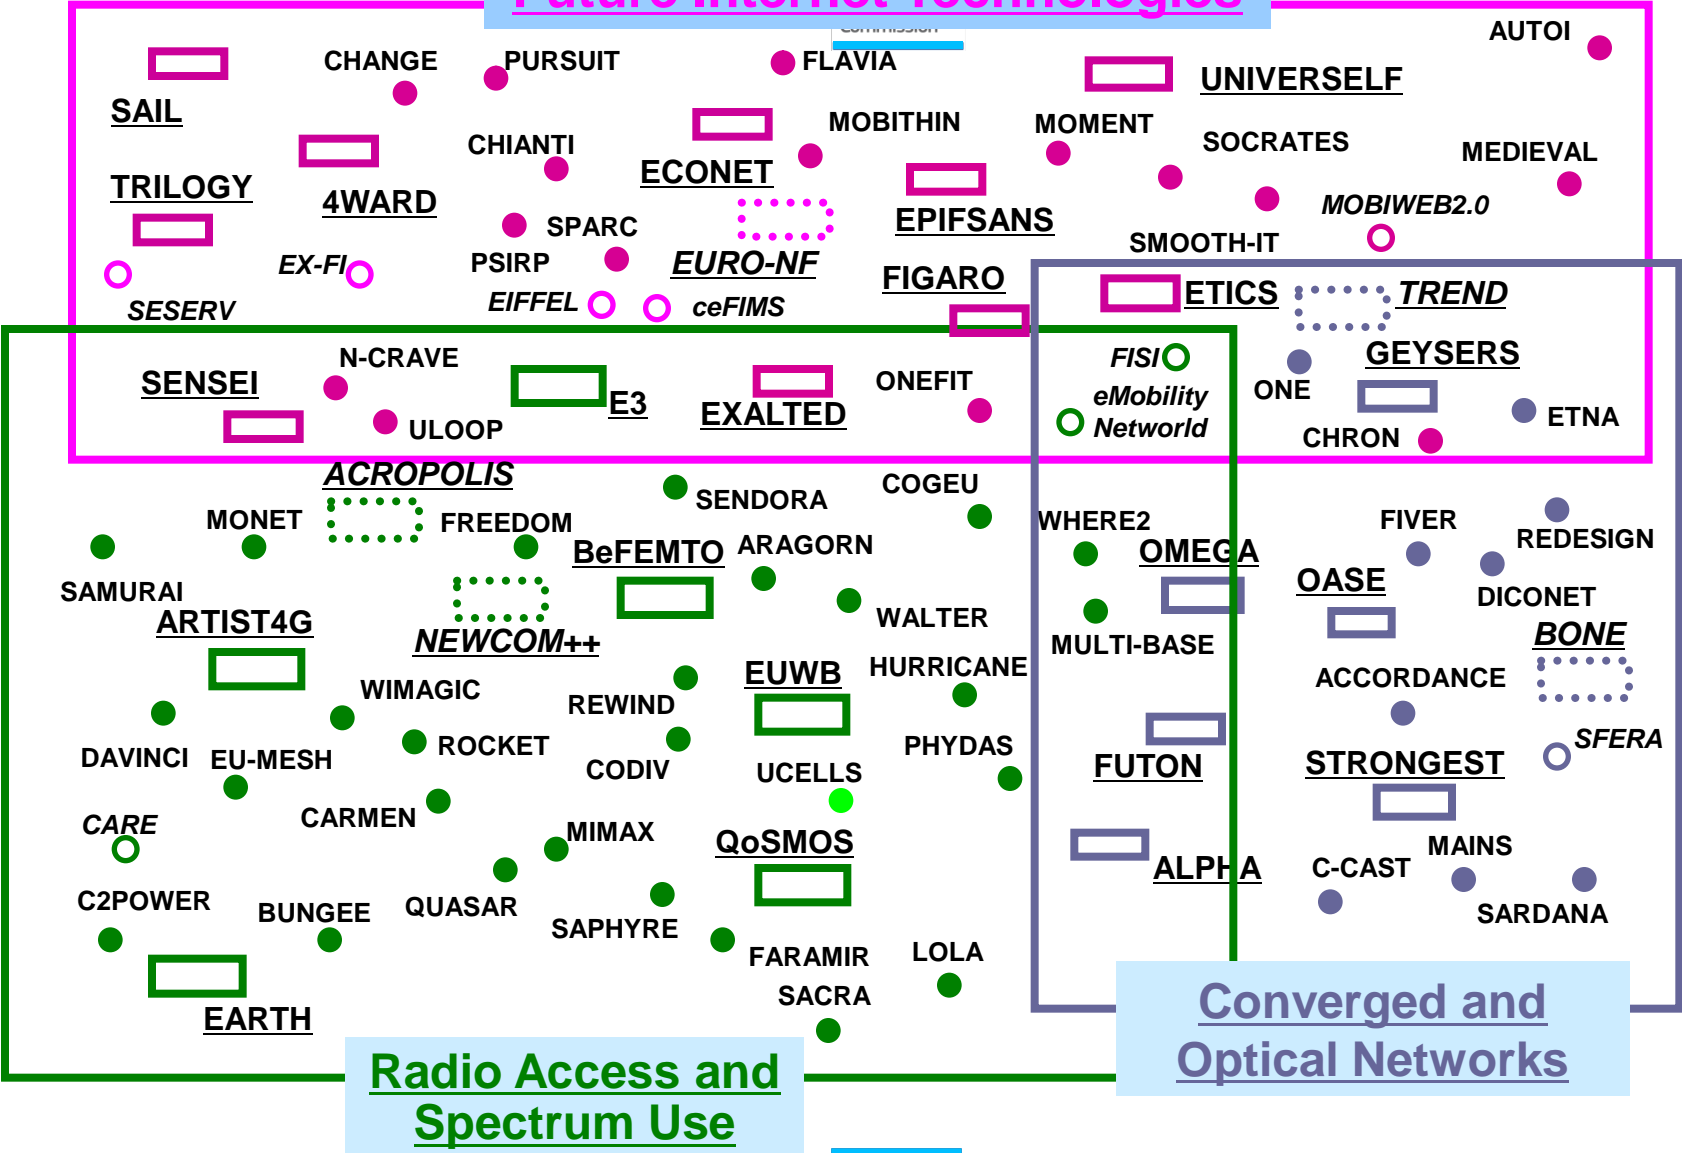 Future Internet Technologies
Commission
AUTOI
CHANGE
PURSUIT
FLAVIA
UNIVERSELF
SAIL
MOBITHIN
MOMENT
SOCRATES
CHIANTI
MEDIEVAL
ECONET
TRILOGY
4WARD
MOBIWEB2.0
EPIFSANS
SPARC
SMOOTH-IT
EX-FI
PSIRP
EURO-NF
FIGARO
ETICS
TREND
SESERV
EIFFEL
ceFIMS
N-CRAVE
FISI
GEYSERS
SENSEI
ONEFIT
ONE
eMobility
E3
EXALTED
ULOOP
Networld
ETNA
CHRON
ACROPOLIS
COGEU
SENDORA
MONET
FREEDOM
WHERE2
FIVER
REDESIGN
BeFEMTO
ARAGORN
OMEGA
OASE
SAMURAI
DICONET
ARTIST4G
WALTER
NEWCOM++
MULTI-BASE
BONE
EUWB
HURRICANE
ACCORDANCE
WIMAGIC
REWIND
DAVINCI
EU-MESH
ROCKET
PHYDAS
SFERA
CODIV
UCELLS
FUTON
STRONGEST
CARE
CARMEN
MIMAX
QoSMOS
MAINS
ALPHA
C-CAST
C2POWER
BUNGEE
QUASAR
SARDANA
SAPHYRE
FARAMIR
LOLA
SACRA
EARTH
Converged and
Optical Networks
Radio Access and
Spectrum Use